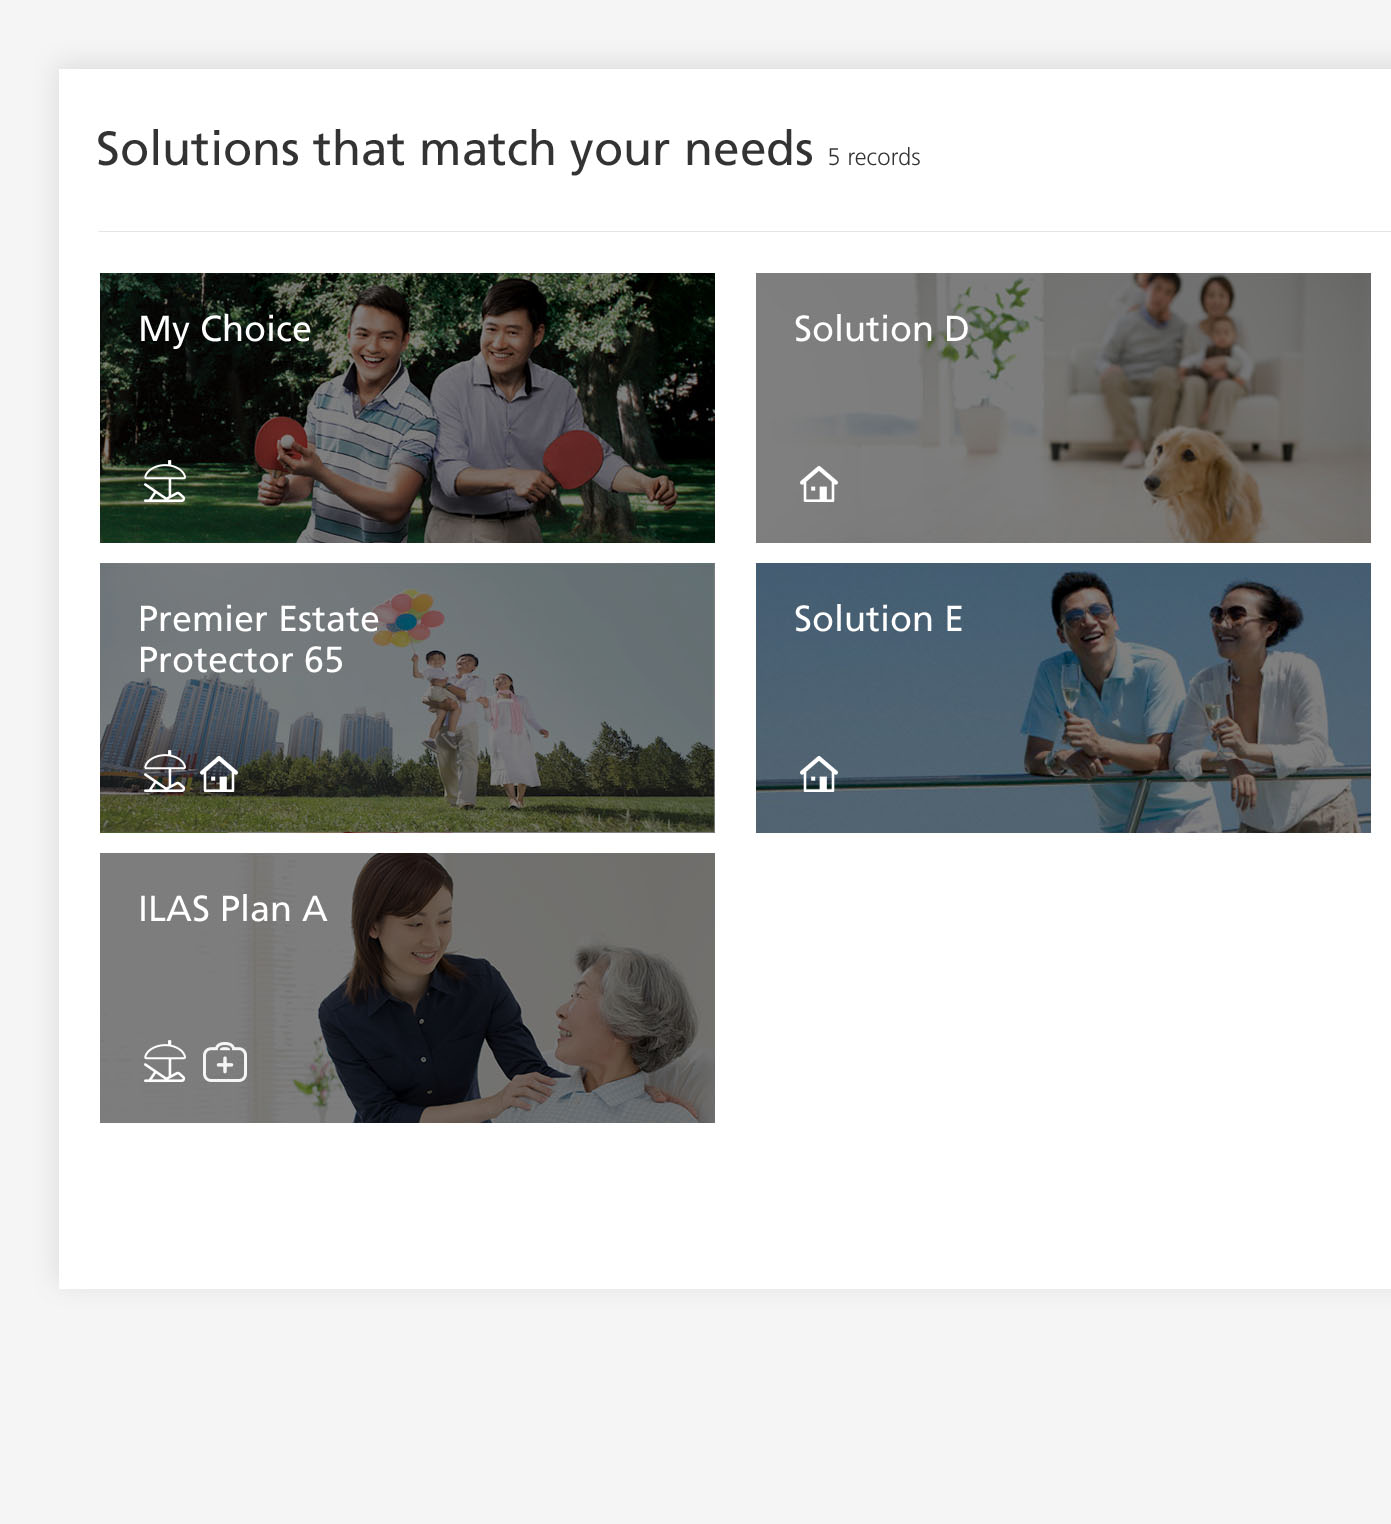 Solutions that match your needs 5 records
My Choice
Solution D
Premier Estate
Protector 65
Solution E
ILAS Plan A